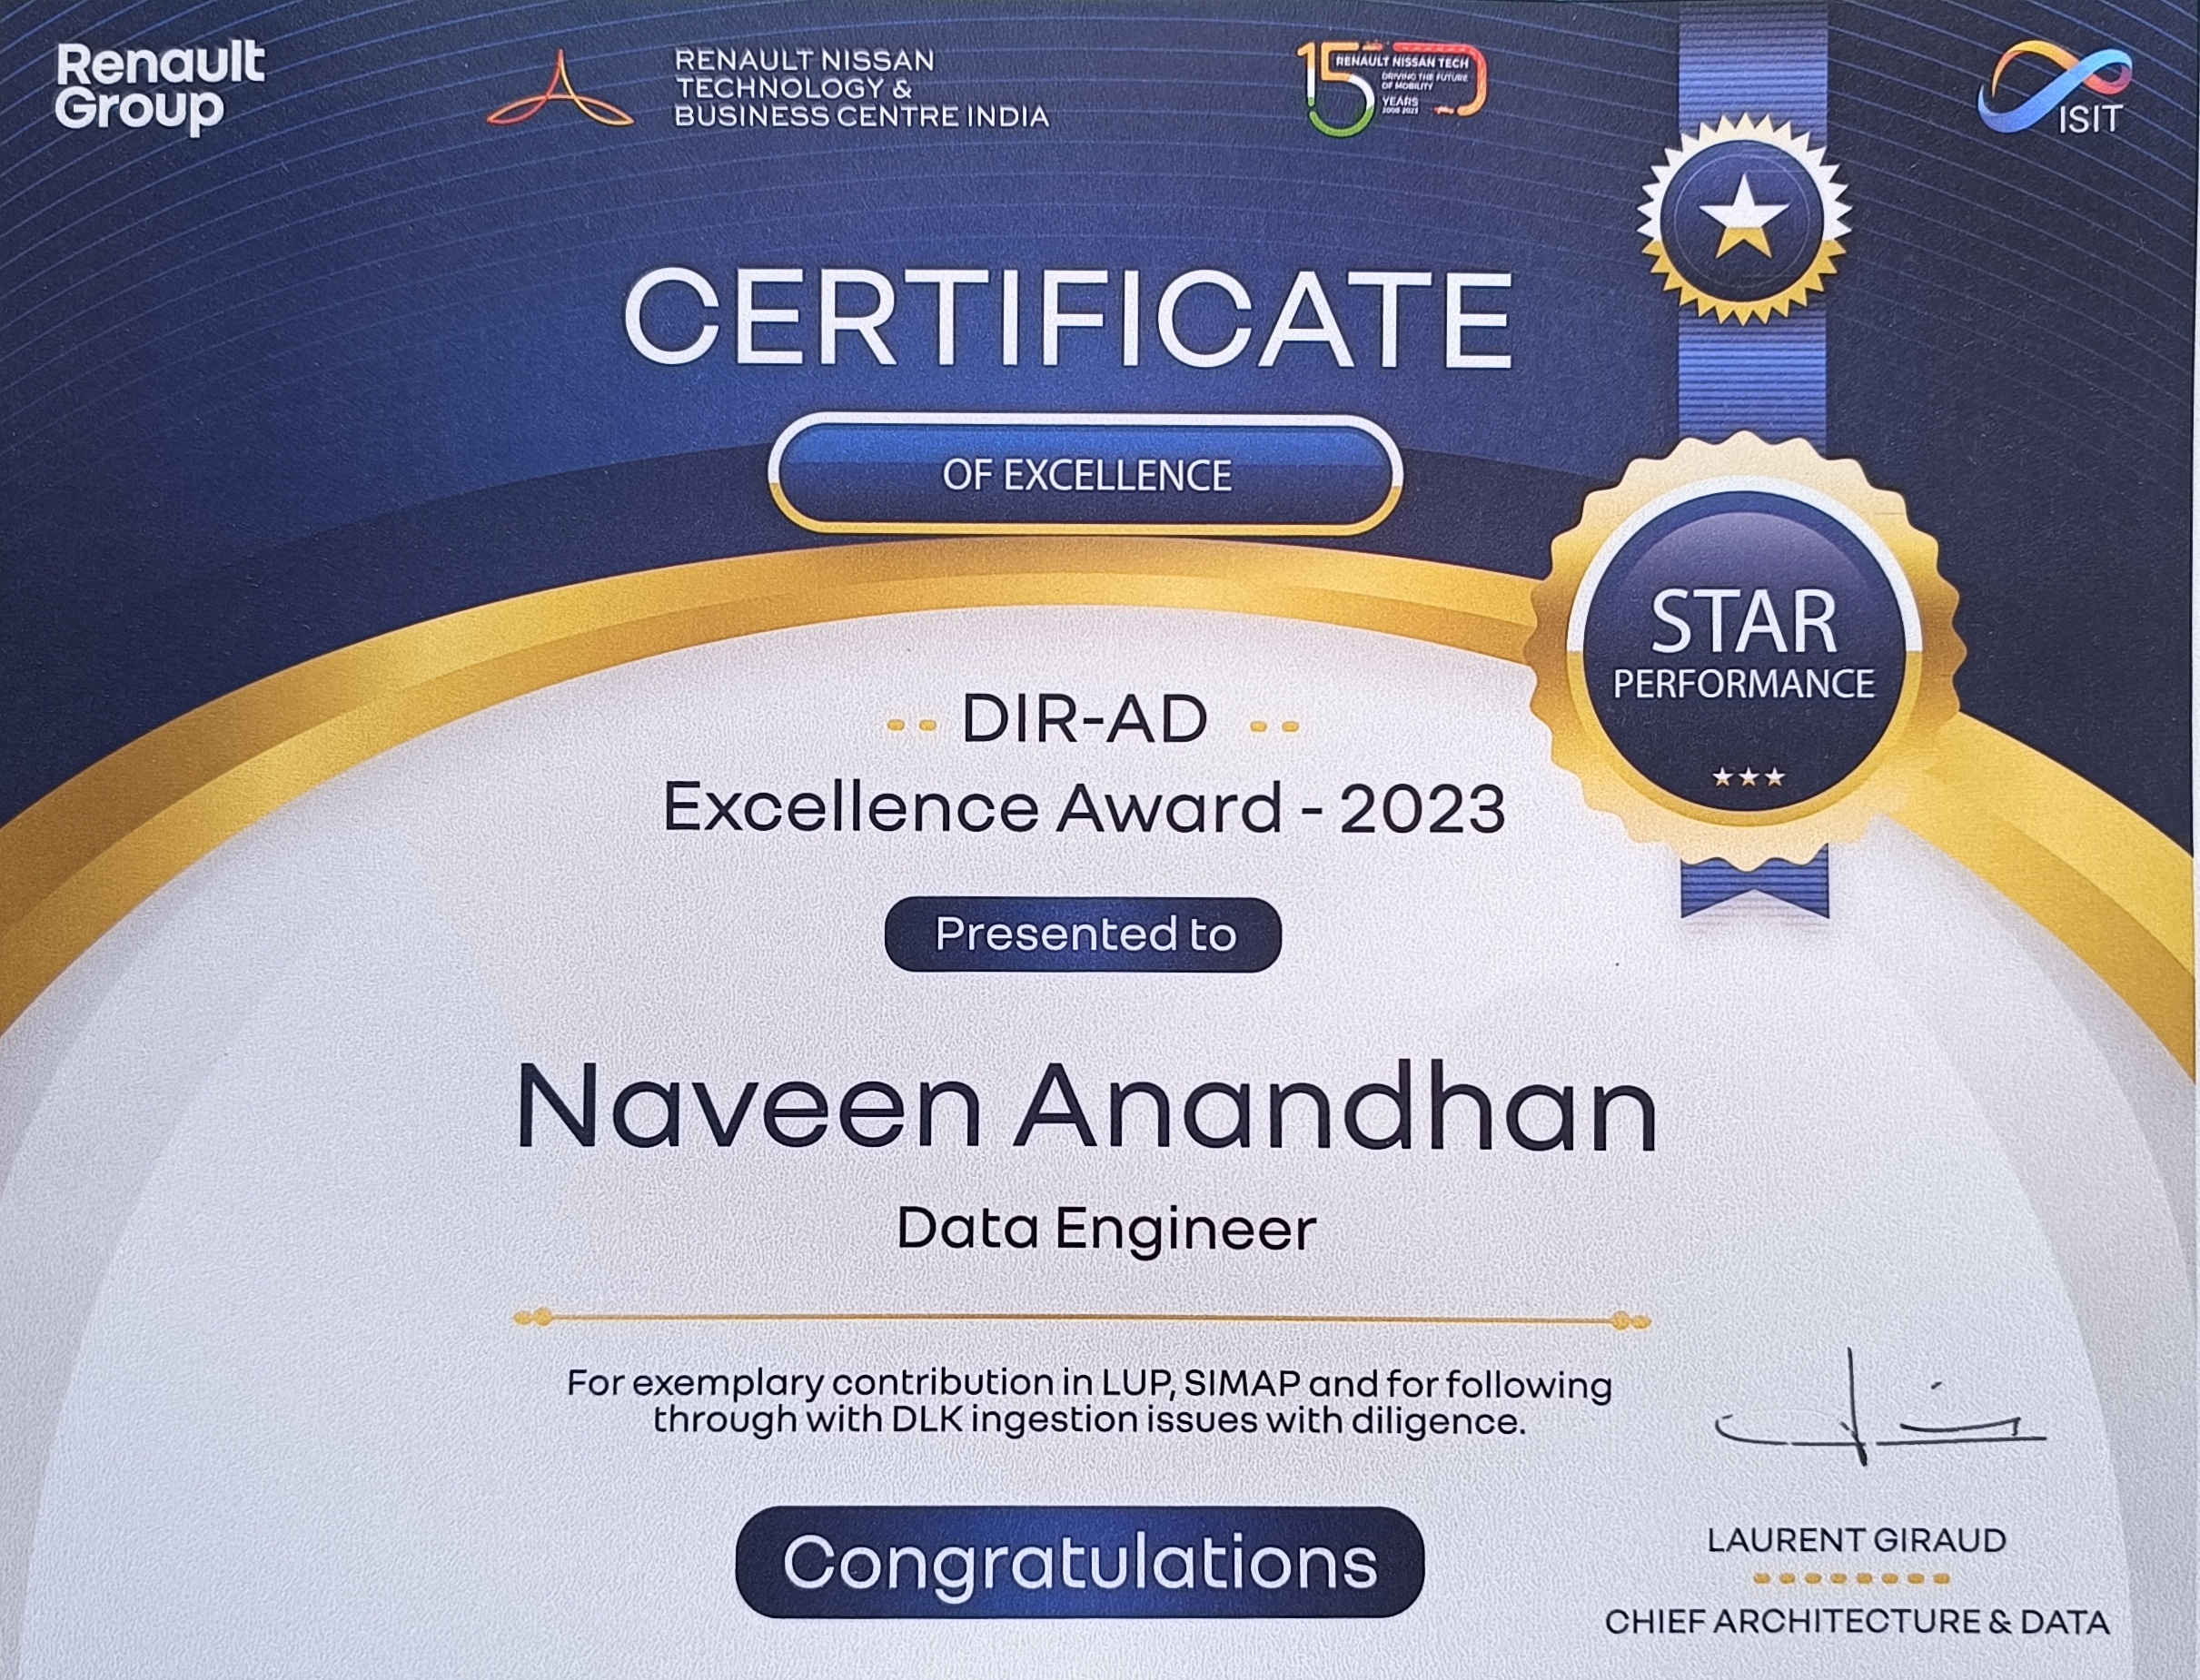 Renault
Group
RENAULT NISSAN
TECHNOLOGY &
BUSINESS CENTRE INDIA
15
RENAULT NISSAN TECH
DRIVING THE FUTURE
OF MOBILITY
YEARS
ISIT
CERTIFICATE
OF EXCELLENCE
STAR
PERFORMANCE
DIR-AD
Excellence Award - 2023
Presented to
Naveen Anandhan
Data Engineer
For exemplary contribution in LUP, SIMAP and for following
through with DLK ingestion issues with diligence.
Congratulations
LAURENT GIRAUD
CHIEF ARCHITECTURE & DATA